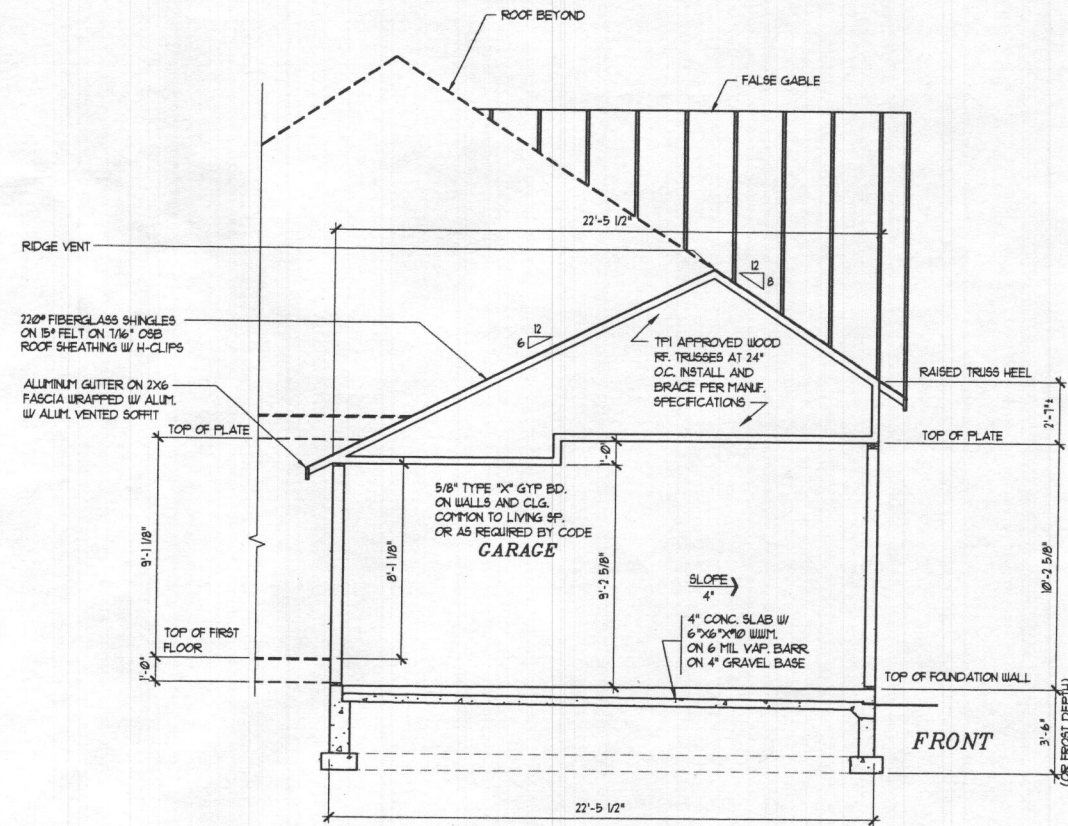 ROOF BEYOND
FALSE GABLE
22'-5 1/2"
RIDGE VENT
12
8
220# FIBERGLASS SHINGLES
ON 15# FELT ON 7/16" OSB
ROOF SHEATHING W/ H-CLIPS
12
6
TPI APPROVED WOOD
RF. TRUSSES AT 24"
O.C. INSTALL AND
BRACE PER MANUF.
SPECIFICATIONS
RAISED TRUSS HEEL
ALUMINUM GUTTER ON 2X6
FASCIA WRAPPED W/ ALUM.
W/ ALUM. VENTED SOFFIT
2'-7"±
TOP OF PLATE
TOP OF PLATE
1'-0"
5/8" TYPE "X" GYP BD.
ON WALLS AND CLG.
COMMON TO LIVING SP.
OR AS REQUIRED BY CODE
GARAGE
9'-1 1/8"
8'-1 1/8"
9'-2 5/8"
10'-2 5/8"
SLOPE
4"
4" CONC. SLAB W/
6"X6"X#10 WWM.
ON 6 MIL VAP. BARR
ON 4" GRAVEL BASE
TOP OF FIRST
FLOOR
1'-0"
TOP OF FOUNDATION WALL
FRONT
3'-6"
(OR FROST DEPTH)
22'-5 1/2"